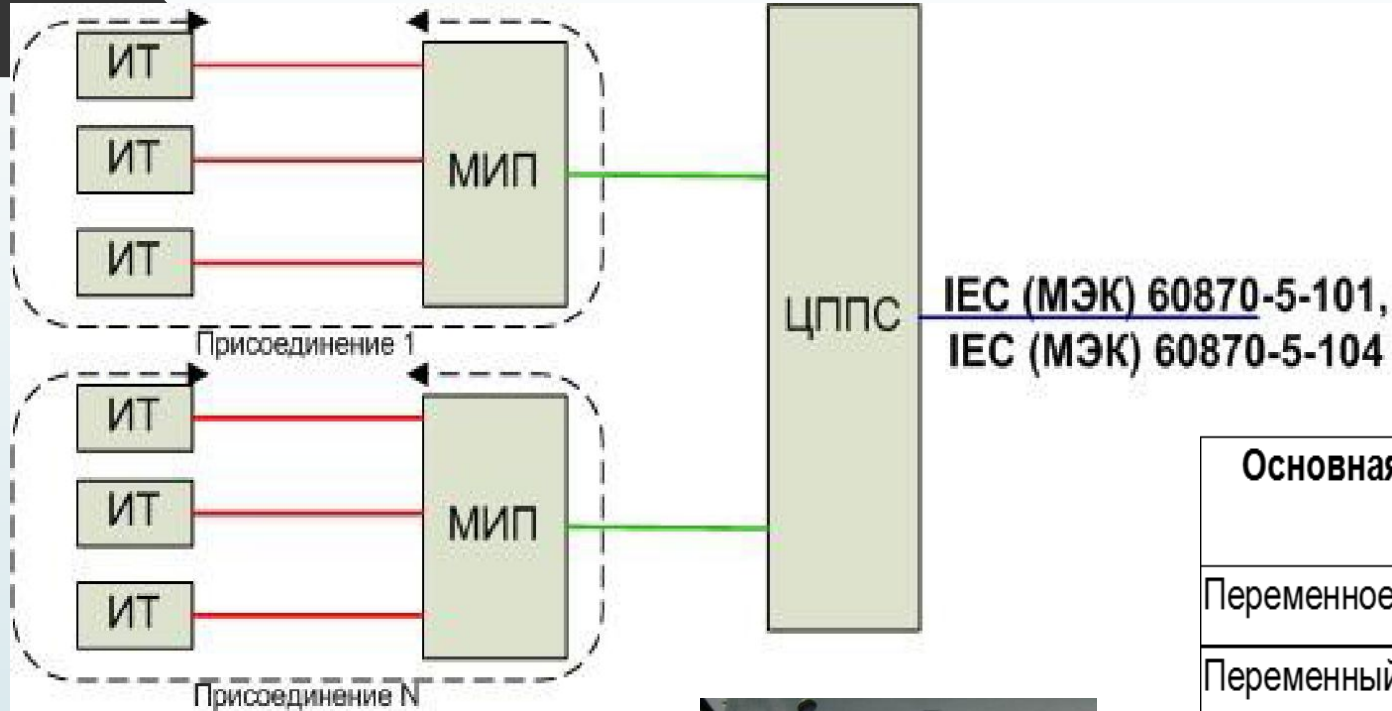 ИТ
ИТ
ИТ
МИП
Присоединение 1
ИТ
ИТ
ИТ
МИП
Присоединение N
ЦППС
IEC (МЭК) 60870-5-101,
IEC (МЭК) 60870-5-104
Основная
Переменное
Переменный